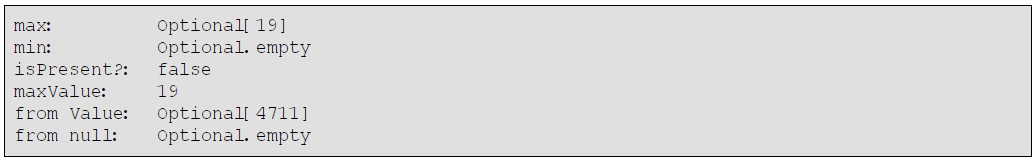 max:          Optional[19]
min:          Optional.empty
isPresent?:   false
maxValue:     19
from Value:   Optional[4711]
from null:    Optional.empty